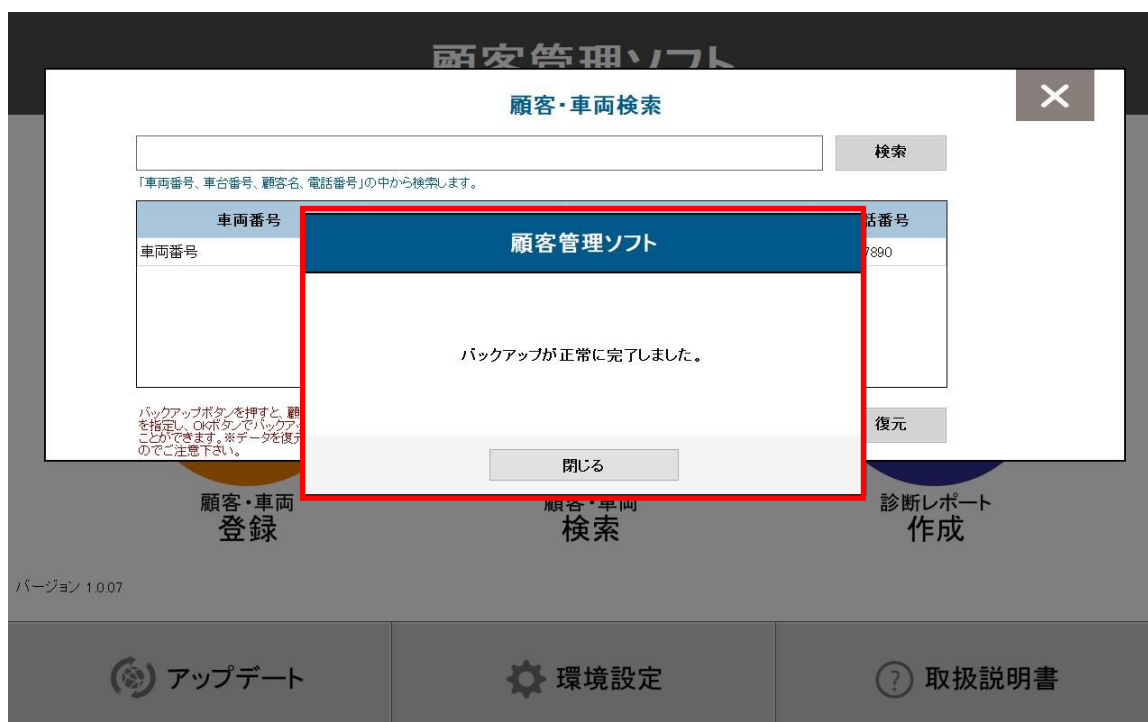 顧客管理ソフト
顧客・車両検索
検索
「車両番号、車台番号、顧客名、電話番号」の中から検索します。
車両番号
話番号
車両番号
7890
顧客管理ソフト
バックアップが正常に完了しました。
閉じる
バックアップボタンを押すと、顧
を指定し、OKボタンでバックア
ことができます。※データを復元
のでご注意下さい。
復元
顧客・車両
登録
顧客・車両
検索
診断レポート
作成
バージョン 1.0.07
アップデート
環境設定
? 取扱説明書